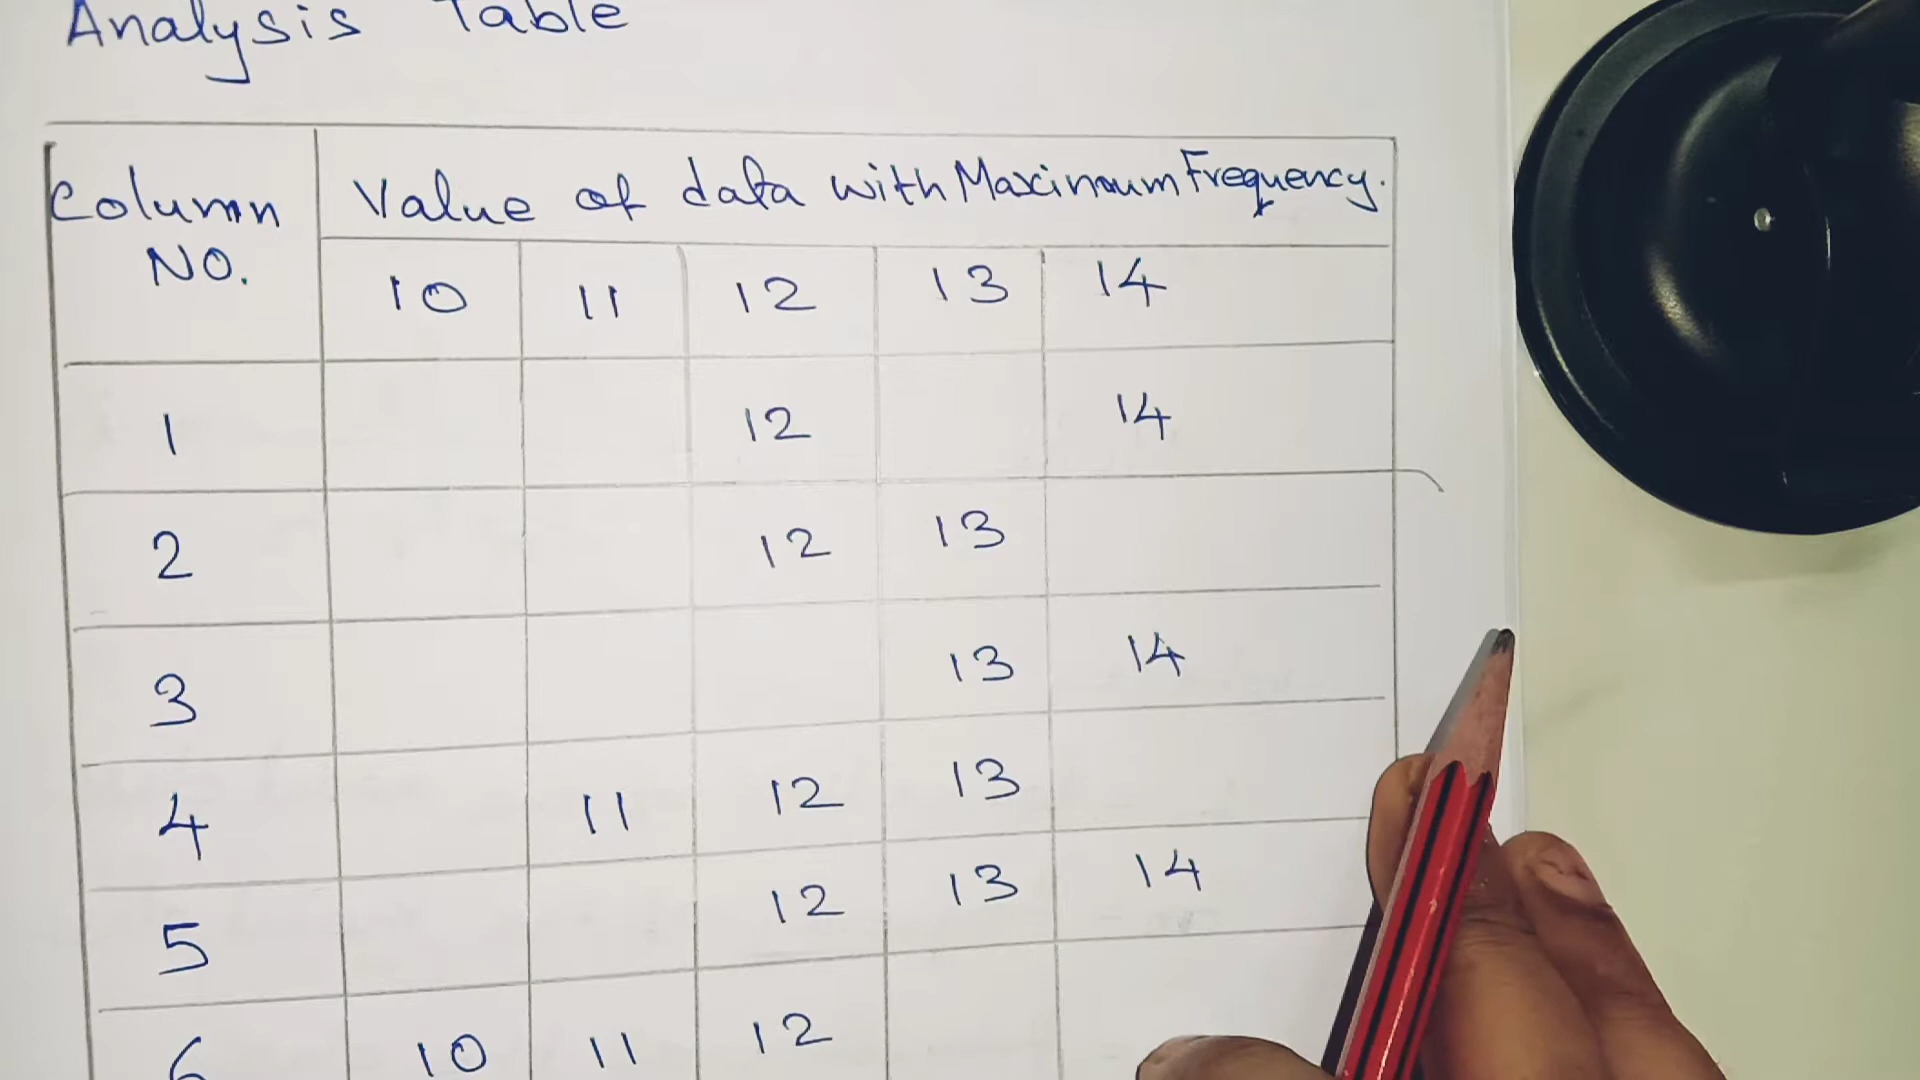 Analysis Table
Column NO.
Value of data with Maximum Frequency.
10 11 12 13 14
1 12 14
2 12 13
3 13 14
4 11 12 13
5 12 13 14
6 10 11 12